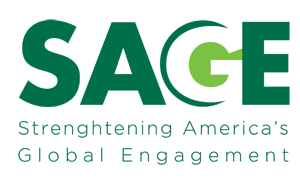 SAGE
Strenghtening America's
Global Engagement